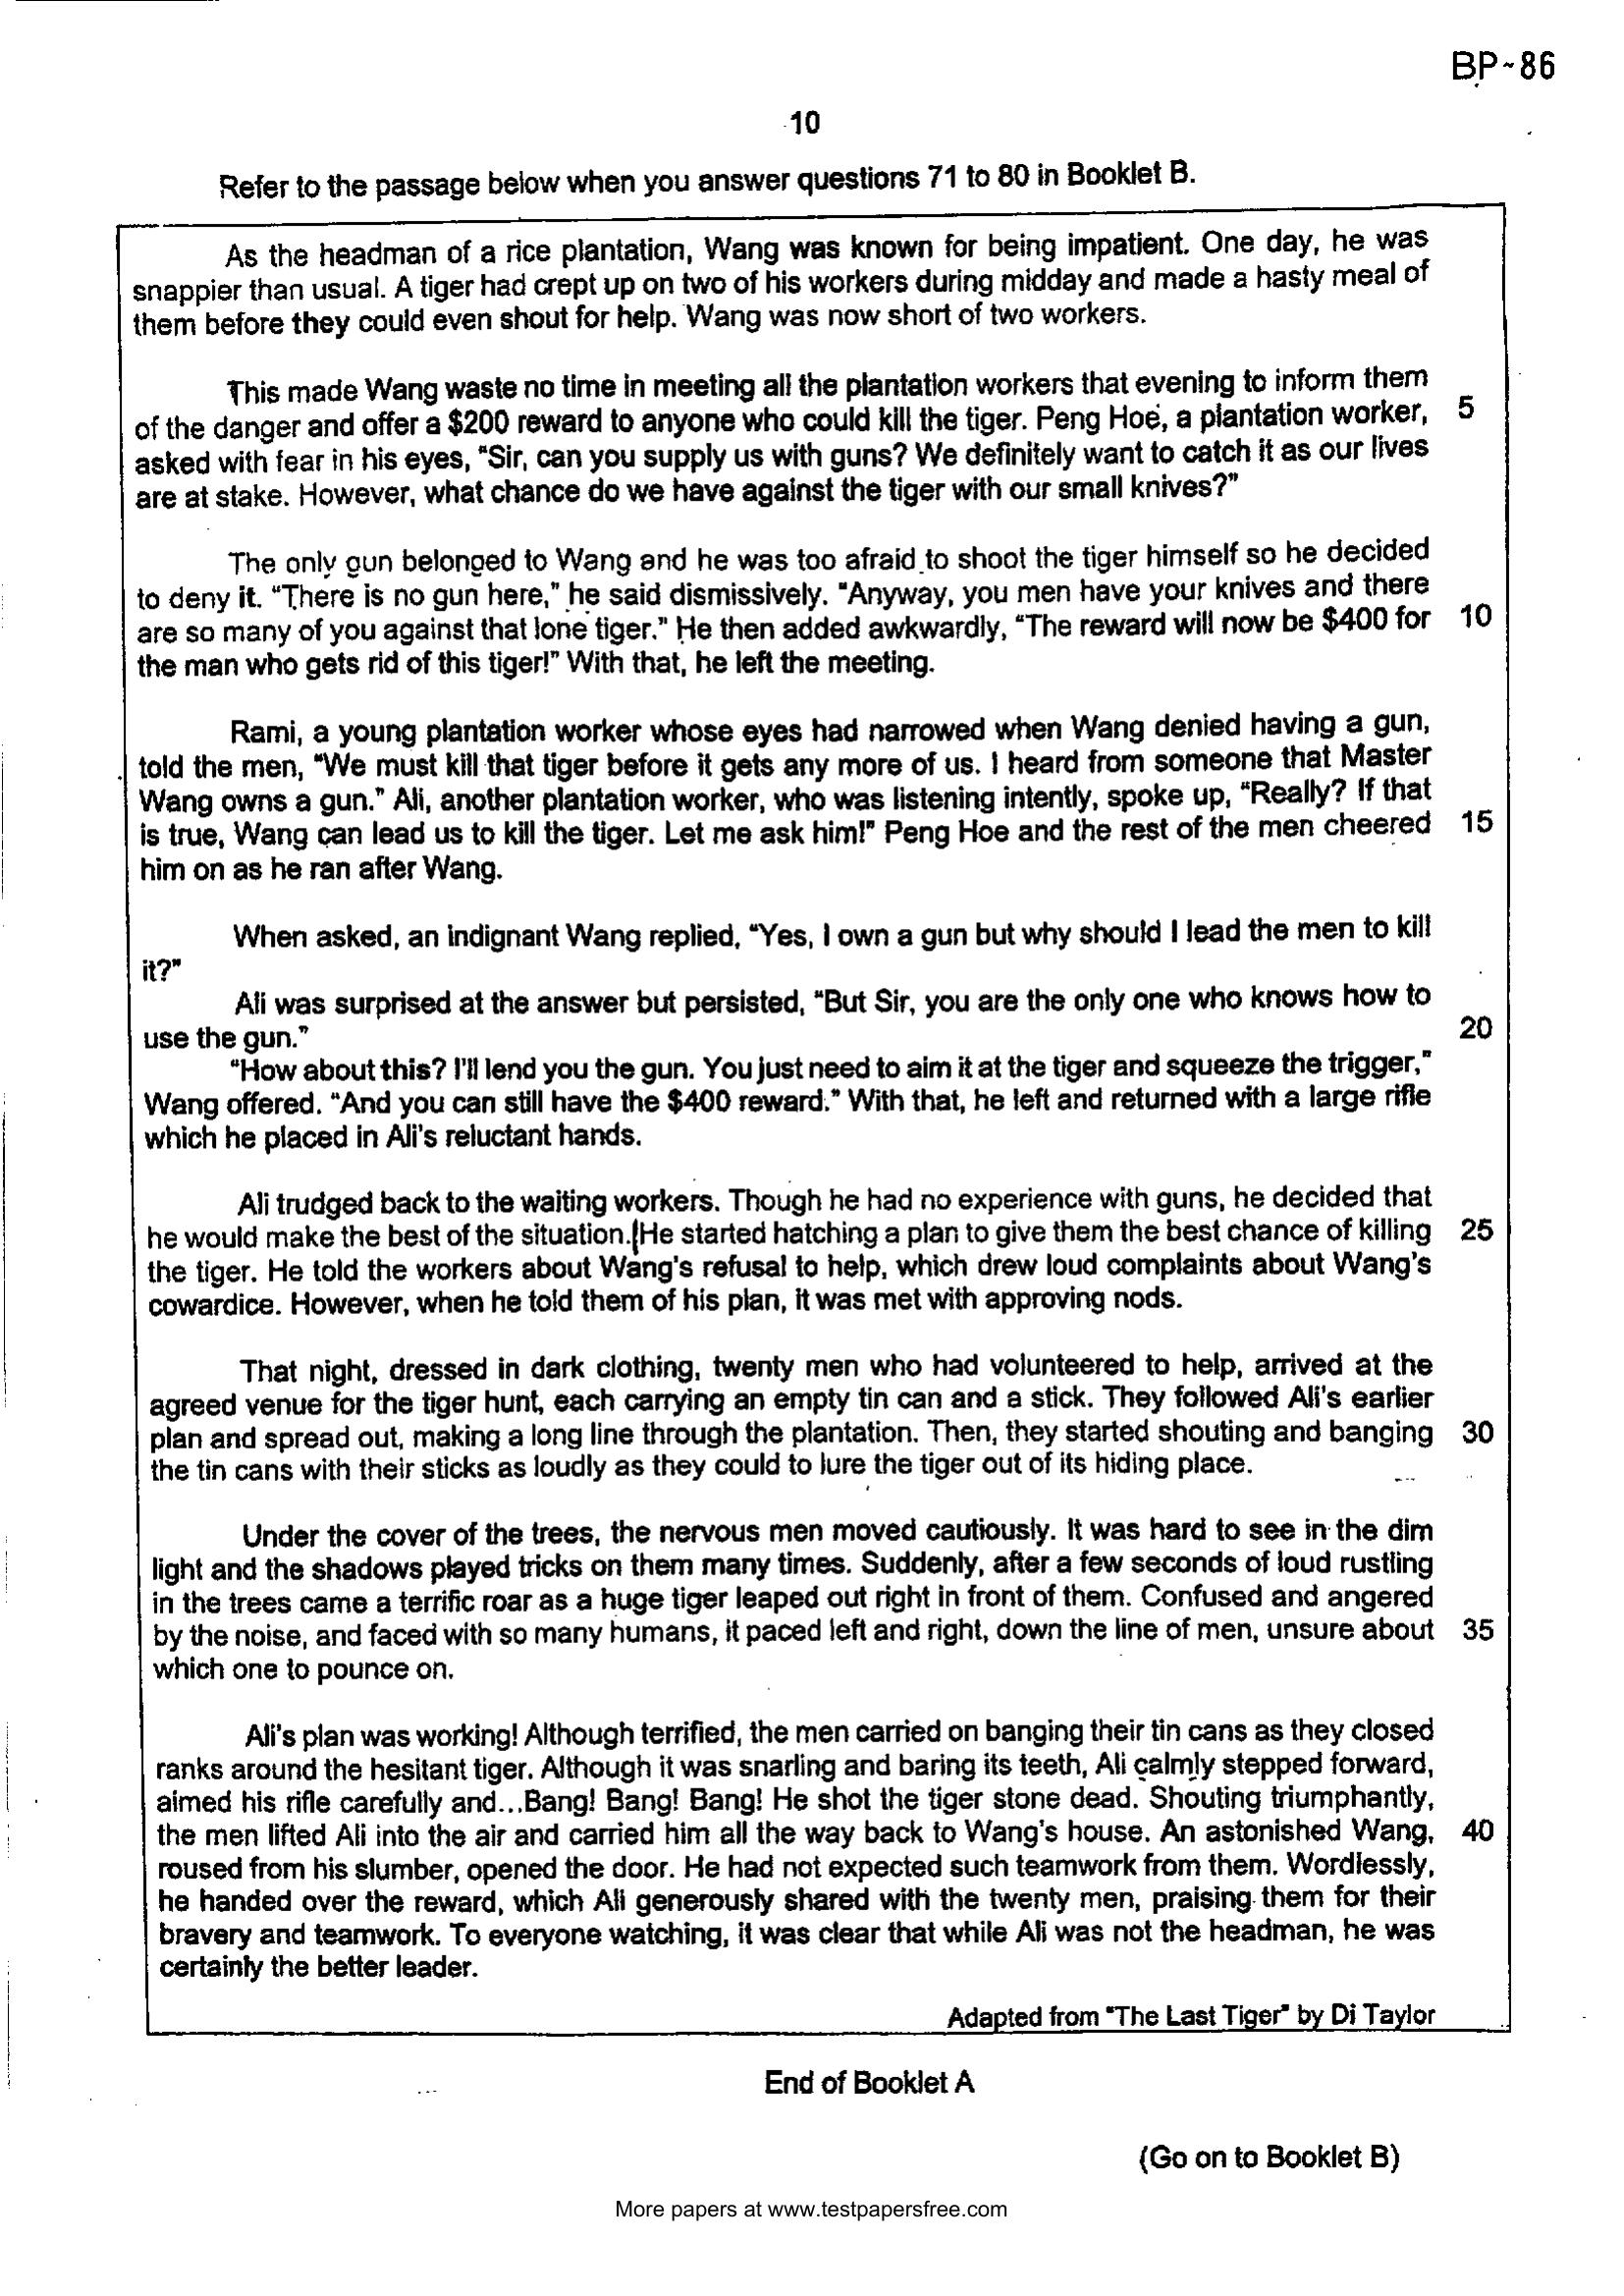 BP~86
10
Refer to the passage below when you answer questions 71 to 80 in Booklet B.
As the headman of a rice plantation, Wang was known for being impatient. One day, he was
snappier than usual. A tiger had crept up on two of his workers during midday and made a hasty meal of
them before they could even shout for help. Wang was now short of two workers.
This made Wang waste no time in meeting all the plantation workers that evening to inform them
of the danger and offer a $200 reward to anyone who could kill the tiger. Peng Hoe, a plantation worker, 5
asked with fear in his eyes, "Sir, can you supply us with guns? We definitely want to catch it as our lives
are at stake. However, what chance do we have against the tiger with our small knives?"
The only gun belonged to Wang and he was too afraid to shoot the tiger himself so he decided
to deny it. "There is no gun here," he said dismissively. "Anyway, you men have your knives and there
are so many of you against that lone tiger." He then added awkwardly, "The reward will now be $400 for 10
the man who gets rid of this tiger!" With that, he left the meeting.
Rami, a young plantation worker whose eyes had narrowed when Wang denied having a gun,
told the men, "We must kill that tiger before it gets any more of us. I heard from someone that Master
Wang owns a gun." Ali, another plantation worker, who was listening intently, spoke up, "Really? If that
is true, Wang can lead us to kill the tiger. Let me ask him!" Peng Hoe and the rest of the men cheered 15
him on as he ran after Wang.
When asked, an indignant Wang replied, "Yes, I own a gun but why should I lead the men to kill
it?"
Ali was surprised at the answer but persisted, "But Sir, you are the only one who knows how to
use the gun." 20
"How about this? I'll lend you the gun. You just need to aim it at the tiger and squeeze the trigger,"
Wang offered. "And you can still have the $400 reward." With that, he left and returned with a large rifle
which he placed in Ali's reluctant hands.
Ali trudged back to the waiting workers. Though he had no experience with guns, he decided that
he would make the best of the situation. He started hatching a plan to give them the best chance of killing 25
the tiger. He told the workers about Wang's refusal to help, which drew loud complaints about Wang's
cowardice. However, when he told them of his plan, it was met with approving nods.
That night, dressed in dark clothing, twenty men who had volunteered to help, arrived at the
agreed venue for the tiger hunt, each carrying an empty tin can and a stick. They followed Ali's earlier
plan and spread out, making a long line through the plantation. Then, they started shouting and banging 30
the tin cans with their sticks as loudly as they could to lure the tiger out of its hiding place.
Under the cover of the trees, the nervous men moved cautiously. It was hard to see in the dim
light and the shadows played tricks on them many times. Suddenly, after a few seconds of loud rustling
in the trees came a terrific roar as a huge tiger leaped out right in front of them. Confused and angered
by the noise, and faced with so many humans, it paced left and right, down the line of men, unsure about 35
which one to pounce on.
Ali's plan was working! Although terrified, the men carried on banging their tin cans as they closed
ranks around the hesitant tiger. Although it was snarling and baring its teeth, Ali calmly stepped forward,
aimed his rifle carefully and...Bang! Bang! Bang! He shot the tiger stone dead. Shouting triumphantly,
the men lifted Ali into the air and carried him all the way back to Wang's house. An astonished Wang, 40
roused from his slumber, opened the door. He had not expected such teamwork from them. Wordlessly,
he handed over the reward, which Ali generously shared with the twenty men, praising them for their
bravery and teamwork. To everyone watching, it was clear that while Ali was not the headman, he was
certainly the better leader.
Adapted from "The Last Tiger" by Di Taylor
End of Booklet A
(Go on to Booklet B)
More papers at www.testpapersfree.com